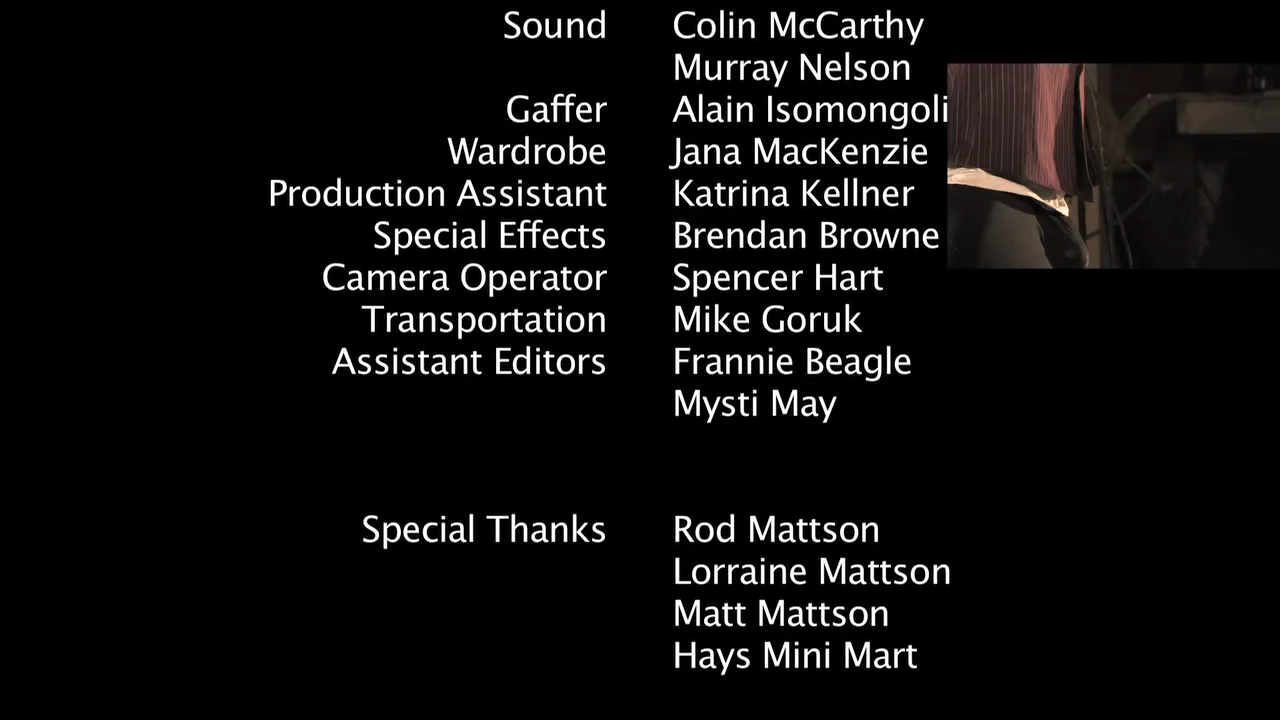 Sound Colin McCarthy
Murray Nelson
Gaffer Alain Isomongoli
Wardrobe Jana MacKenzie
Production Assistant Katrina Kellner
Special Effects Brendan Browne
Camera Operator Spencer Hart
Transportation Mike Goruk
Assistant Editors Frannie Beagle
Mysti May
Special Thanks Rod Mattson
Lorraine Mattson
Matt Mattson
Hays Mini Mart